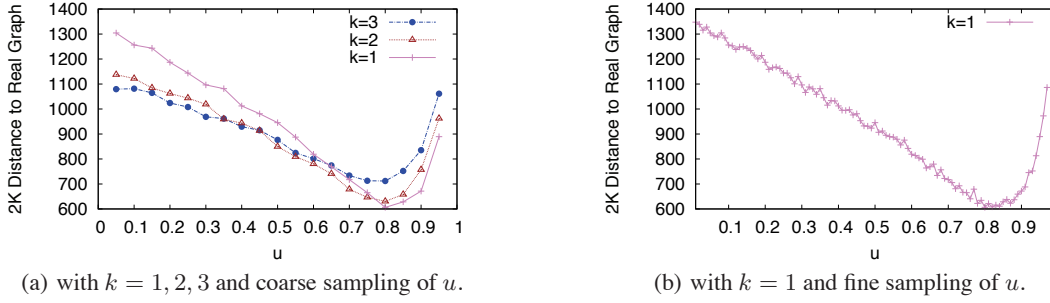 2K Distance to Real Graph
1400
1300
1200
1100
1000
900
800
700
600
0 0.1 0.2 0.3 0.4 0.5 0.6 0.7 0.8 0.9 1
u
k=3
k=2
k=1
(a) with k = 1, 2, 3 and coarse sampling of u.
2K Distance to Real Graph
1400
1300
1200
1100
1000
900
800
700
600
0.1 0.2 0.3 0.4 0.5 0.6 0.7 0.8 0.9
u
k=1
(b) with k = 1 and fine sampling of u.